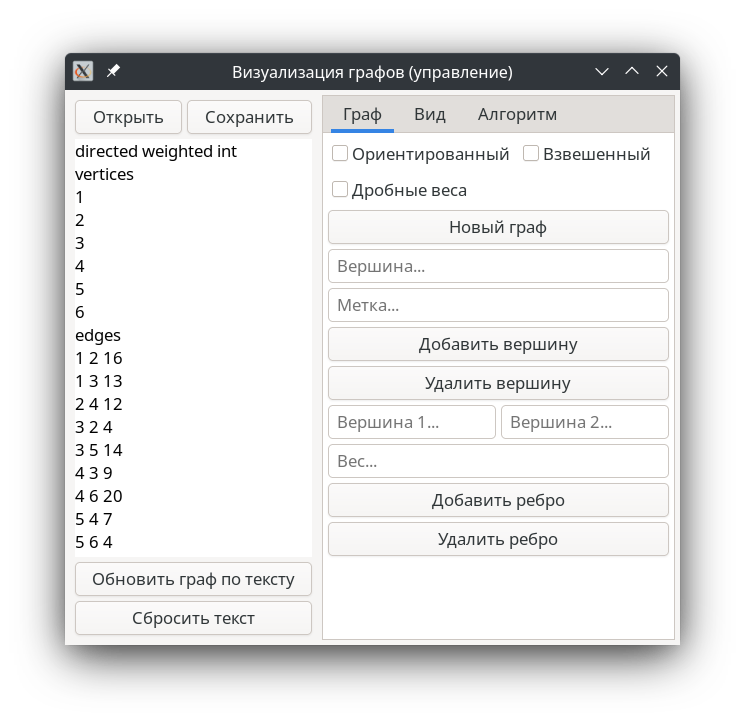 Визуализация графов (управление)
Открыть
Сохранить
directed weighted int
vertices
1
2
3
4
5
6
edges
1 2 16
1 3 13
2 4 12
3 2 4
3 5 14
4 3 9
4 6 20
5 4 7
5 6 4
Обновить граф по тексту
Сбросить текст
Граф
Вид
Алгоритм
Ориентированный
Взвешенный
Дробные веса
Новый граф
Вершина...
Метка...
Добавить вершину
Удалить вершину
Вершина 1...
Вершина 2...
Вес...
Добавить ребро
Удалить ребро